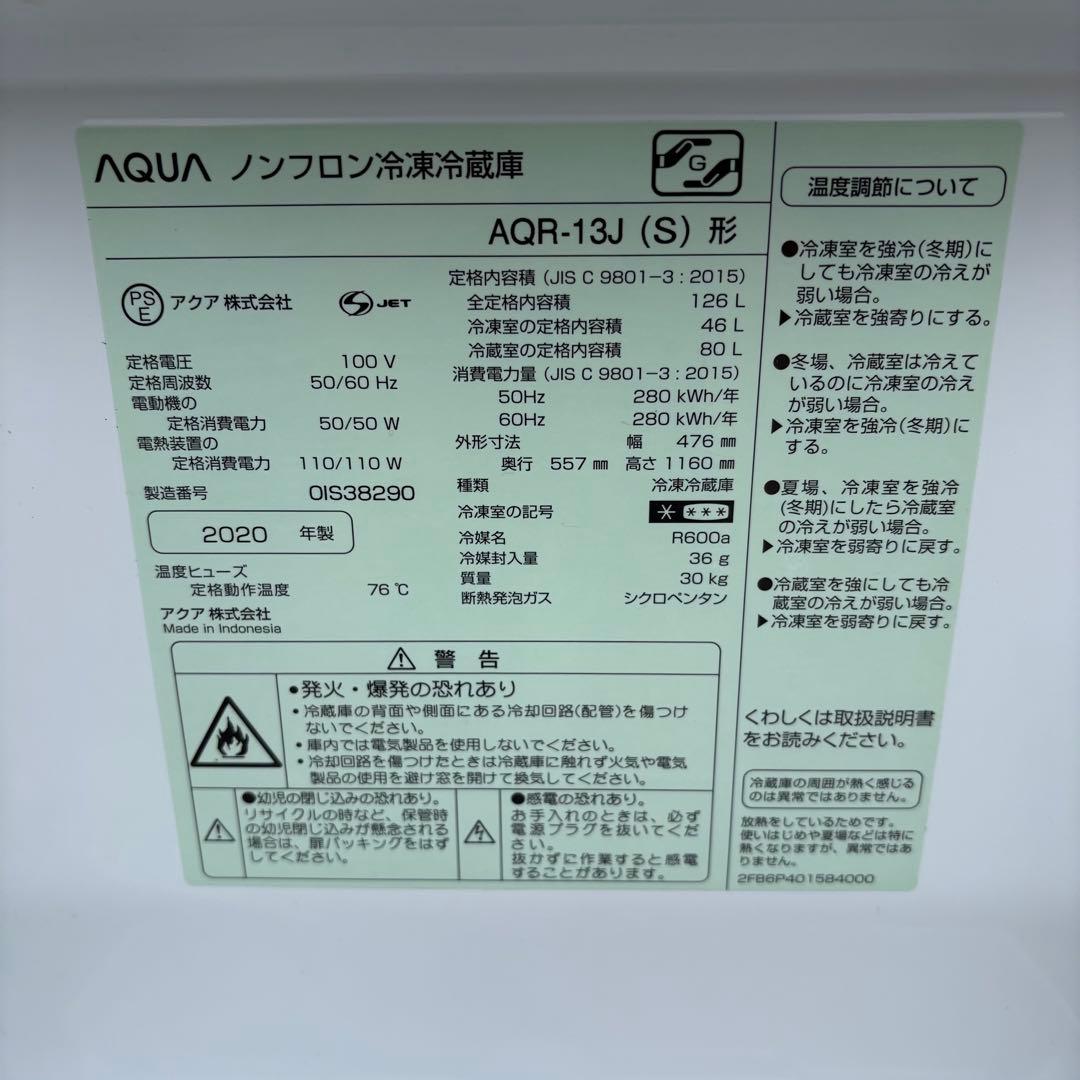 AQUA ノンフロン冷凍冷蔵庫
G
AQR-13J (S) 形
PS
E
アクア 株式会社
S JET
定格電圧 100 V
定格周波数 50/60 Hz
電動機の
定格消費電力 50/50 W
電熱装置の
定格消費電力 110/110 W
製造番号 0IS38290
2020 年製
温度ヒューズ
定格動作温度 76 ℃
アクア 株式会社
Made in Indonesia
定格内容積 (JIS C 9801-3 : 2015)
全定格内容積 126 L
冷凍室の定格内容積 46 L
冷蔵室の定格内容積 80 L
消費電力量 (JIS C 9801-3 : 2015)
50Hz 280 kWh/年
60Hz 280 kWh/年
外形寸法 幅 476 ㎜
奥行 557 ㎜ 高さ 1160 ㎜
種類 冷凍冷蔵庫
冷凍室の記号 * ***
冷媒名 R600a
冷媒封入量 36 g
質量 30 kg
断熱発泡ガス シクロペンタン
⚠ 警告
●発火・爆発の恐れあり
・冷蔵庫の背面や側面にある冷却回路(配管)を傷つけ
ないでください。
・庫内では電気製品を使用しないでください。
・冷却回路を傷つけたときは冷蔵庫に触れず火気や電気
製品の使用を避け窓を開けて換気してください。
●幼児の閉じ込みの恐れあり。
リサイクルの時など、保管時
の幼児閉じ込みが懸念される
場合は、扉パッキングをはず
してください。
●感電の恐れあり。
お手入れのときは、必ず
電源プラグを抜いてくだ
さい。
抜かずに作業すると感電
することがあります。
温度調節について
●冷凍室を強冷(冬期)に
しても冷凍室の冷えが
弱い場合。
▶冷蔵室を強寄りにする。
●冬場、冷蔵室は冷えて
いるのに冷凍室の冷え
が弱い場合。
▶冷凍室を強冷(冬期)に
する。
●夏場、冷凍室を強冷
(冬期)にしたら冷蔵室
の冷えが弱い場合。
▶冷凍室を弱寄りに戻す。
●冷蔵室を強にしても冷
蔵室の冷えが弱い場合。
▶冷凍室を弱寄りに戻す。
くわしくは取扱説明書
をお読みください。
冷蔵庫の周囲が熱く感じる
のは異常ではありません。
放熱をしているためです。
使いはじめや夏場などは特に
熱くなりますが、異常ではあ
りません。
2FB6P401584000